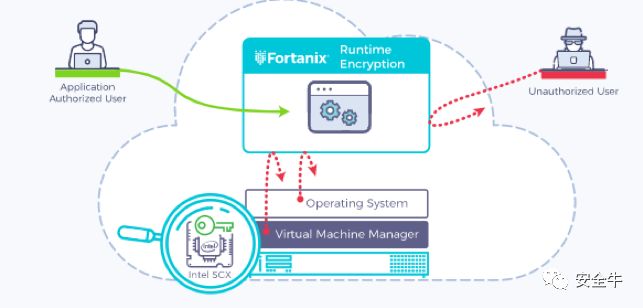 Fortanix® Runtime
Encryption
Application
Authorized User
Unauthorized User
Operating System
Virtual Machine Manager
intel
Intel SCX
安全牛